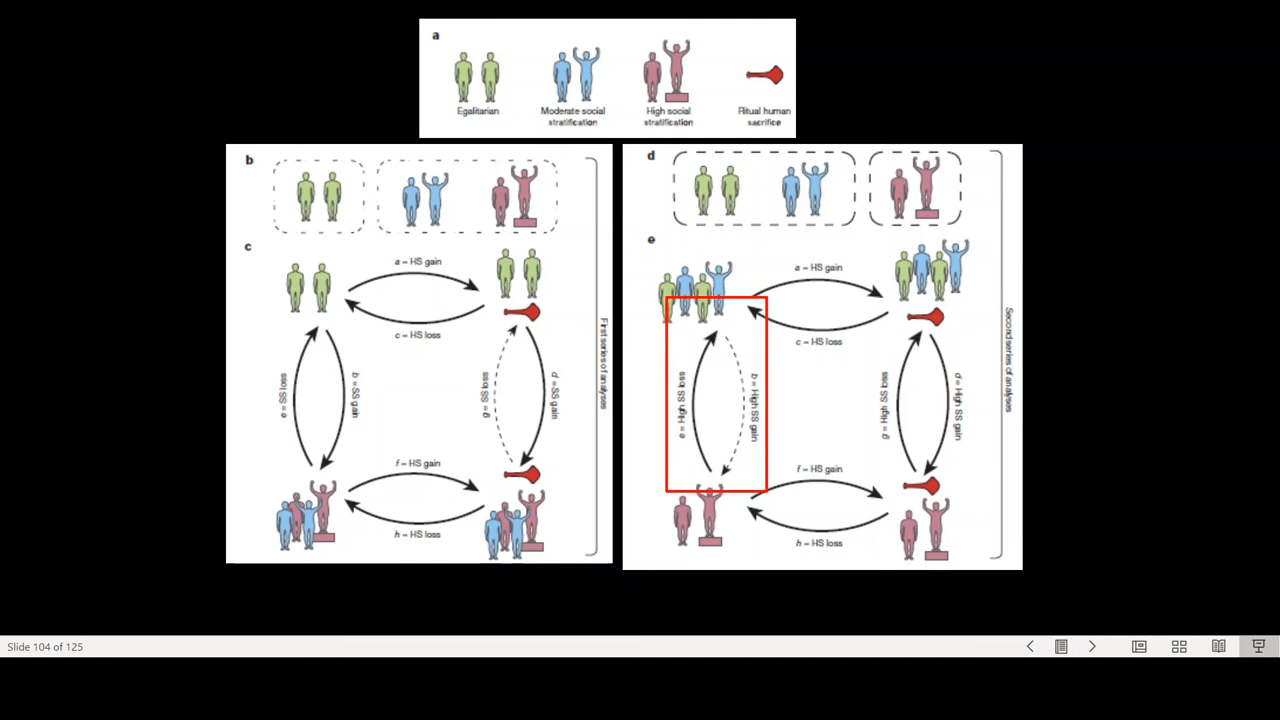 a
Egalitarian
Moderate social
stratification
High social
stratification
Ritual human
sacrifice
b
c
a = HS gain
c = HS loss
e = SS loss
b = SS gain
g = SS loss
d = SS gain
f = HS gain
h = HS loss
First series of analyses
d
e
a = HS gain
c = HS loss
e = High SS loss
b = High SS gain
g = High SS loss
d = High SS gain
f = HS gain
h = HS loss
Second series of analyses
Slide 104 of 125